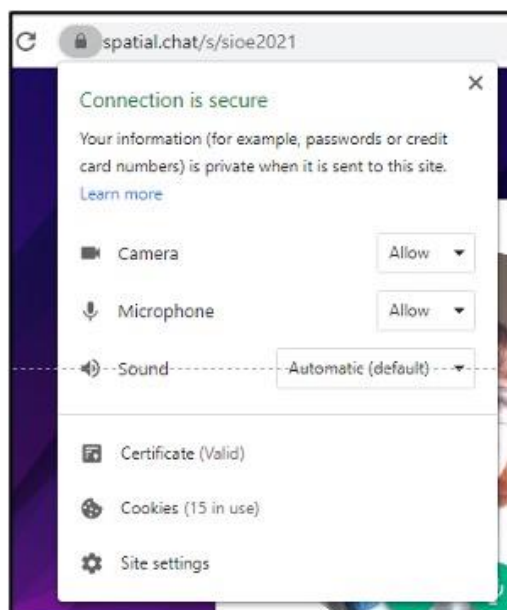 spatial.chat/s/sioe2021
Connection is secure
Your information (for example, passwords or credit
card numbers) is private when it is sent to this site.
Learn more
Camera Allow
Microphone Allow
Sound Automatic (default)
Certificate (Valid)
Cookies (15 in use)
Site settings